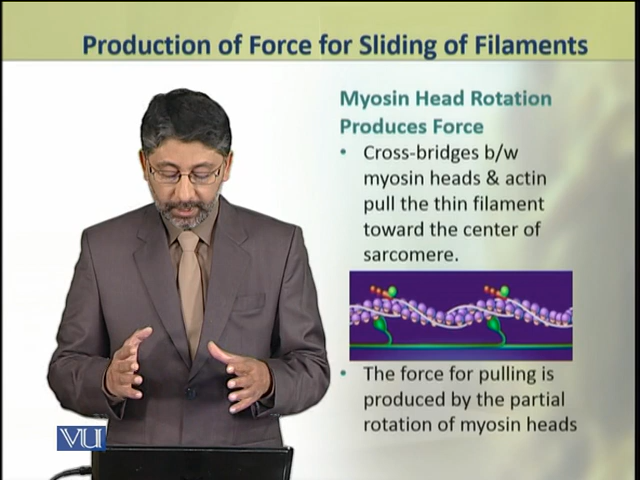 Production of Force for Sliding of Filaments
Myosin Head Rotation
Produces Force
• Cross-bridges b/w
myosin heads & actin
pull the thin filament
toward the center of
sarcomere.
• The force for pulling is
produced by the partial
rotation of myosin heads
VU